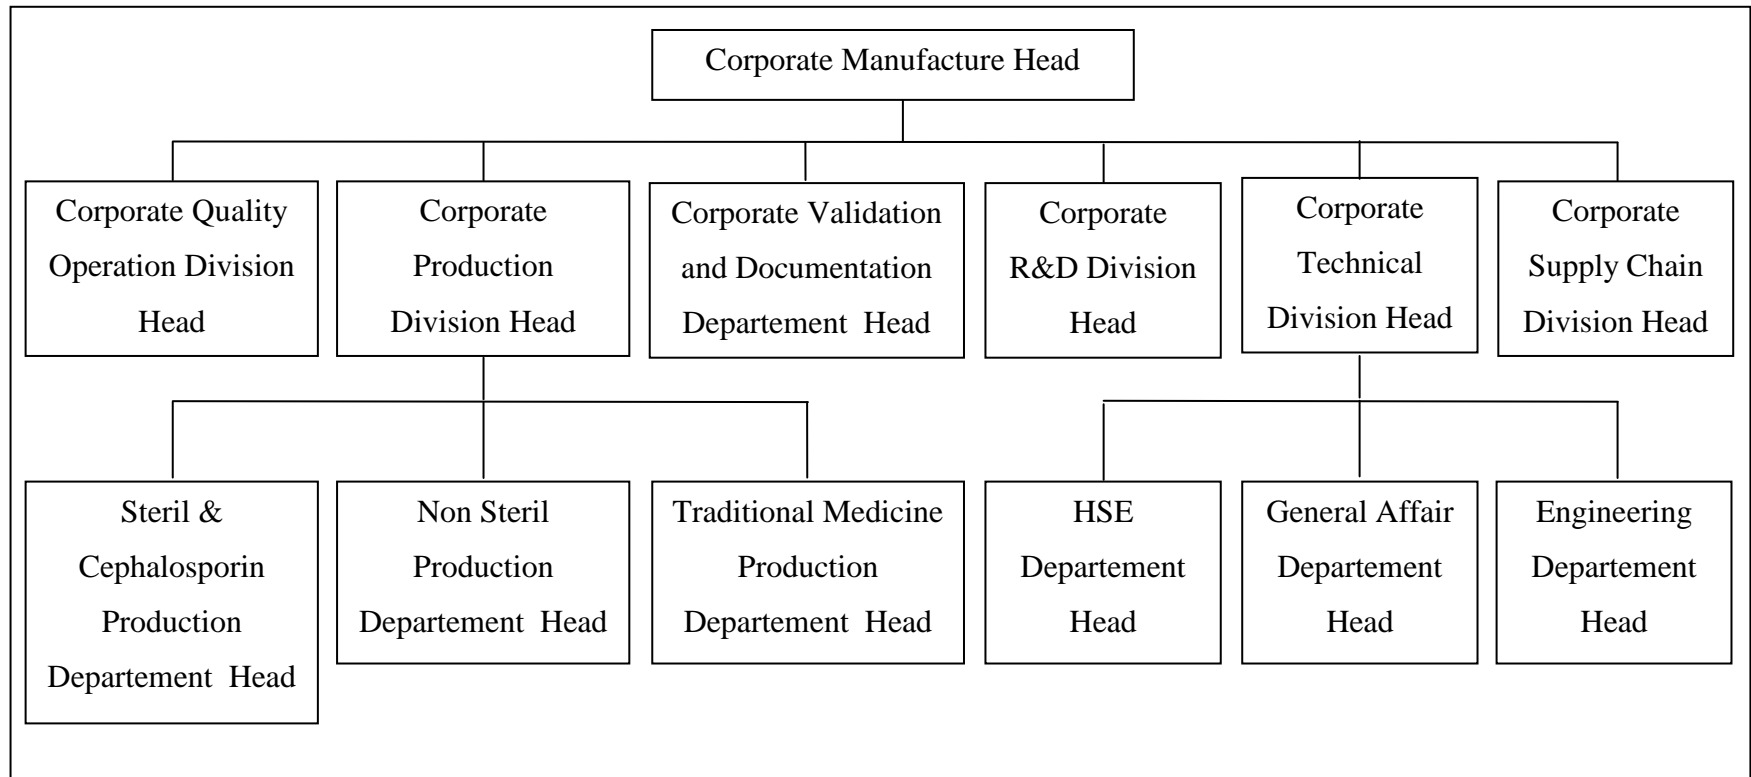 Corporate Manufacture Head
Corporate Quality
Operation Division
Head
Corporate
Production
Division Head
Corporate Validation
and Documentation
Departement  Head
Corporate
R&D Division
Head
Corporate
Technical
Division Head
Corporate
Supply Chain
Division Head
Steril &
Cephalosporin
Production
Departement  Head
Non Steril
Production
Departement  Head
Traditional Medicine
Production
Departement  Head
HSE
Departement
Head
General Affair
Departement
Head
Engineering
Departement
Head